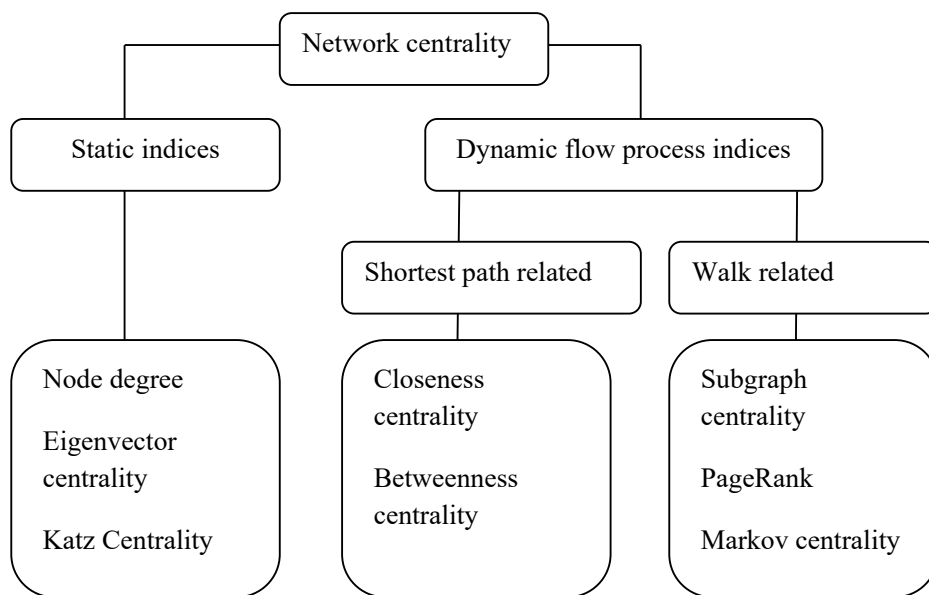 Network centrality
Static indices
Dynamic flow process indices
Shortest path related
Walk related
Node degree
Eigenvector
centrality
Katz Centrality
Closeness
centrality
Betweenness
centrality
Subgraph
centrality
PageRank
Markov centrality